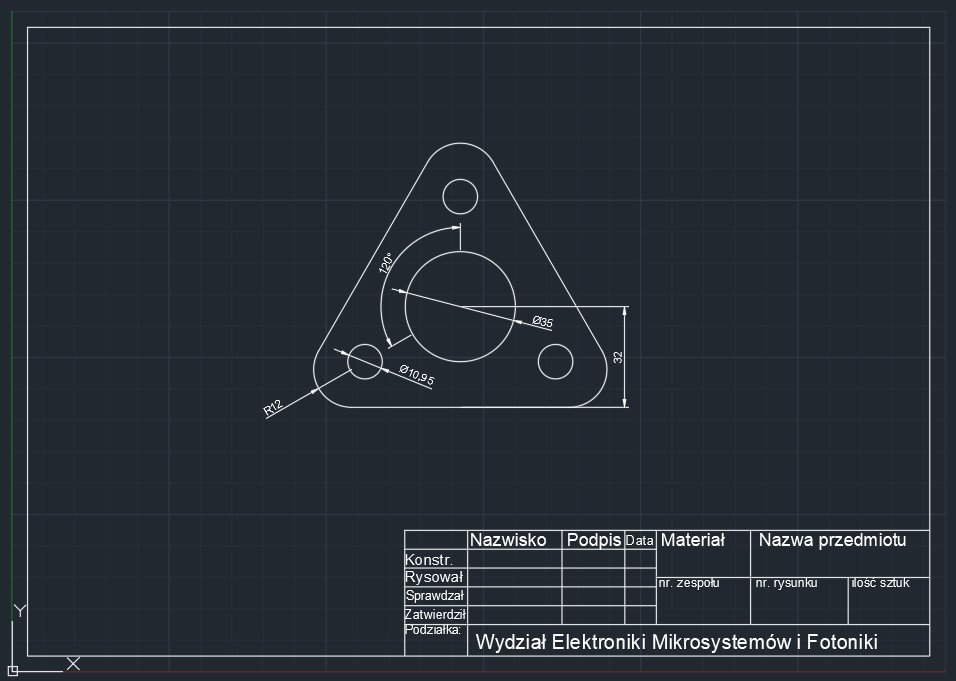 120°
Ø35
32
Ø10,95
R12
Nazwisko Podpis Data Materiał Nazwa przedmiotu
Konstr.
Rysował
nr. zespołu nr. rysunku ilość sztuk
Sprawdzał
Zatwierdził
Podziałka:
Wydział Elektroniki Mikrosystemów i Fotoniki
Y
X